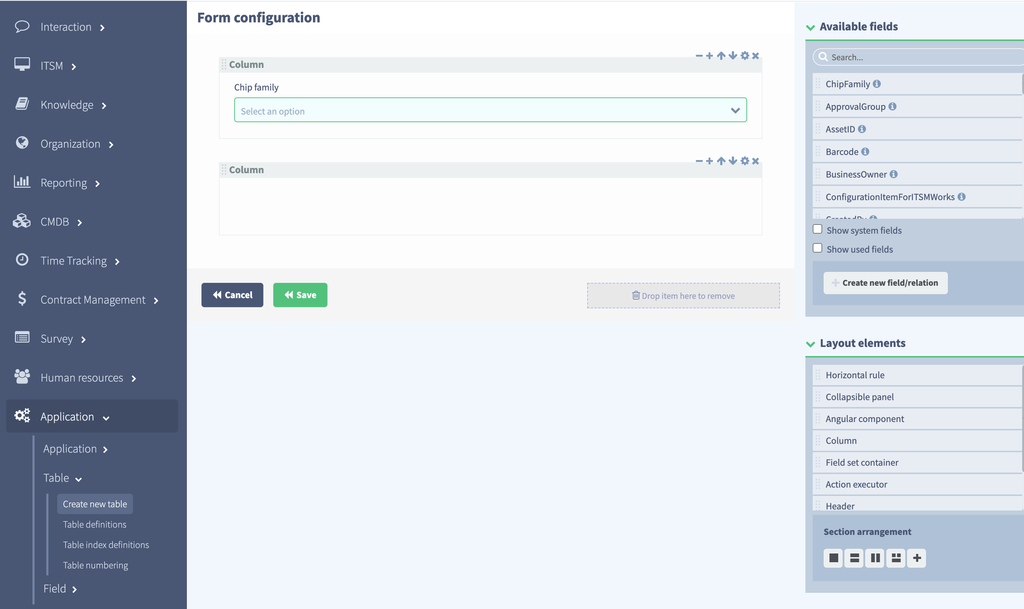 Interaction
ITSM
Knowledge
Organization
Reporting
CMDB
Time Tracking
Contract Management
Survey
Human resources
Application
Application
Table
Create new table
Table definitions
Table index definitions
Table numbering
Field
Form configuration
Column
Chip family
Select an option
Column
Cancel
Save
Drop item here to remove
Available fields
Search...
ChipFamily
ApprovalGroup
AssetID
Barcode
BusinessOwner
ConfigurationItemForITSMWorks
CreatedBy
Show system fields
Show used fields
Create new field/relation
Layout elements
Horizontal rule
Collapsible panel
Angular component
Column
Field set container
Action executor
Header
Section arrangement